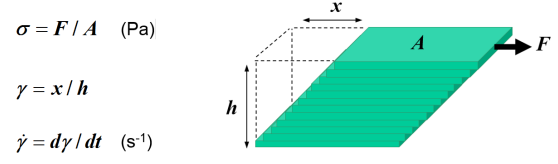 σ = F / A (Pa)
γ = x / h
γ̇ = dγ / dt (s⁻¹)
x
A
F
h